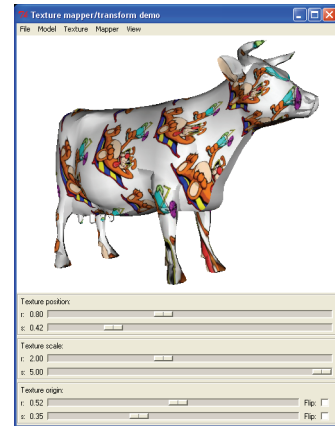 Texture mapper/transform demo
File Model Texture Mapper View
Texture position:
r: 0.80
s: 0.42
Texture scale:
r: 2.00
s: 5.00
Texture origin:
r: 0.52 Flip:
s: 0.35 Flip: